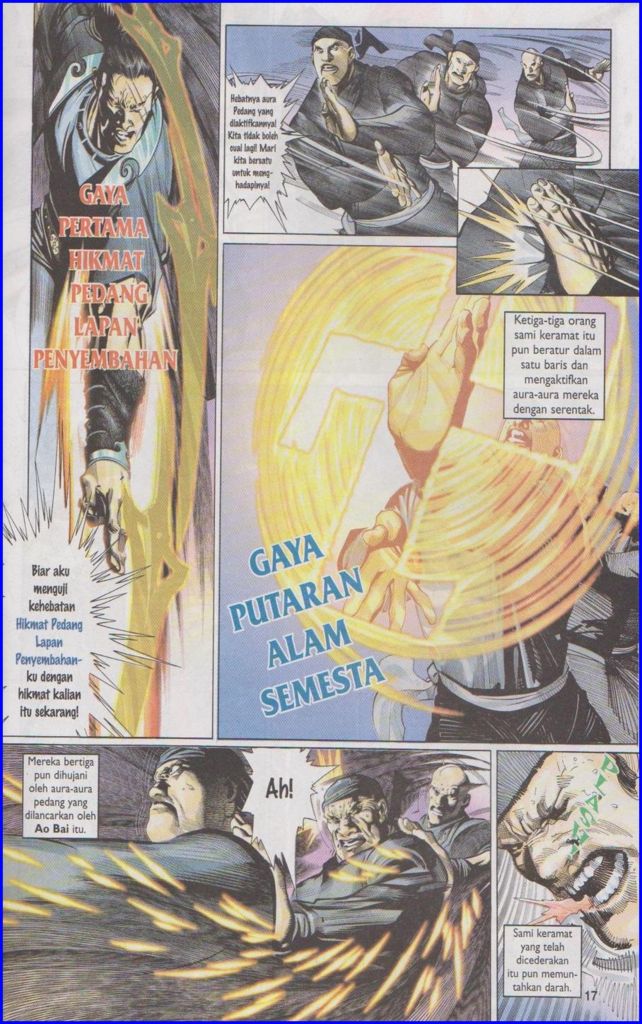 GAYA
PERTAMA
HIKMAT
PEDANG
LAPAN
PENYEMBAHAN
Biar aku
menguji
kehebatan
Hikmat Pedang
Lapan
Penyembahan-
ku dengan
hikmat kalian
itu sekarang!
Hebatnya aura
Pedang yang
diaktifkannya!
Kita tidak boleh
cuai lagi! Mari
kita bersatu
untuk meng-
hadapinya!
Ketiga-tiga orang
sami keramat itu
pun beratur dalam
satu baris dan
mengaktifkan
aura-aura mereka
dengan serentak.
GAYA
PUTARAN
ALAM
SEMESTA
Mereka bertiga
pun dihujani
oleh aura-aura
pedang yang
dilancarkan oleh
Ao Bai itu.
Ah!
Sami keramat
yang telah
dicederakan
itu pun memun-
tahkan darah.
17